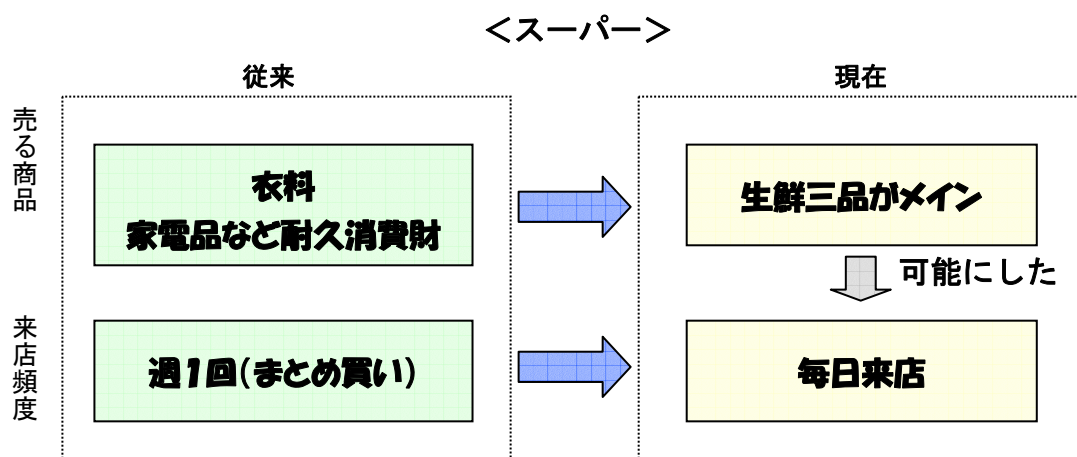 ＜スーパー＞
従来
現在
売る商品
衣料
家電品など耐久消費財
生鮮三品がメイン
可能にした
来店頻度
週１回(まとめ買い)
毎日来店